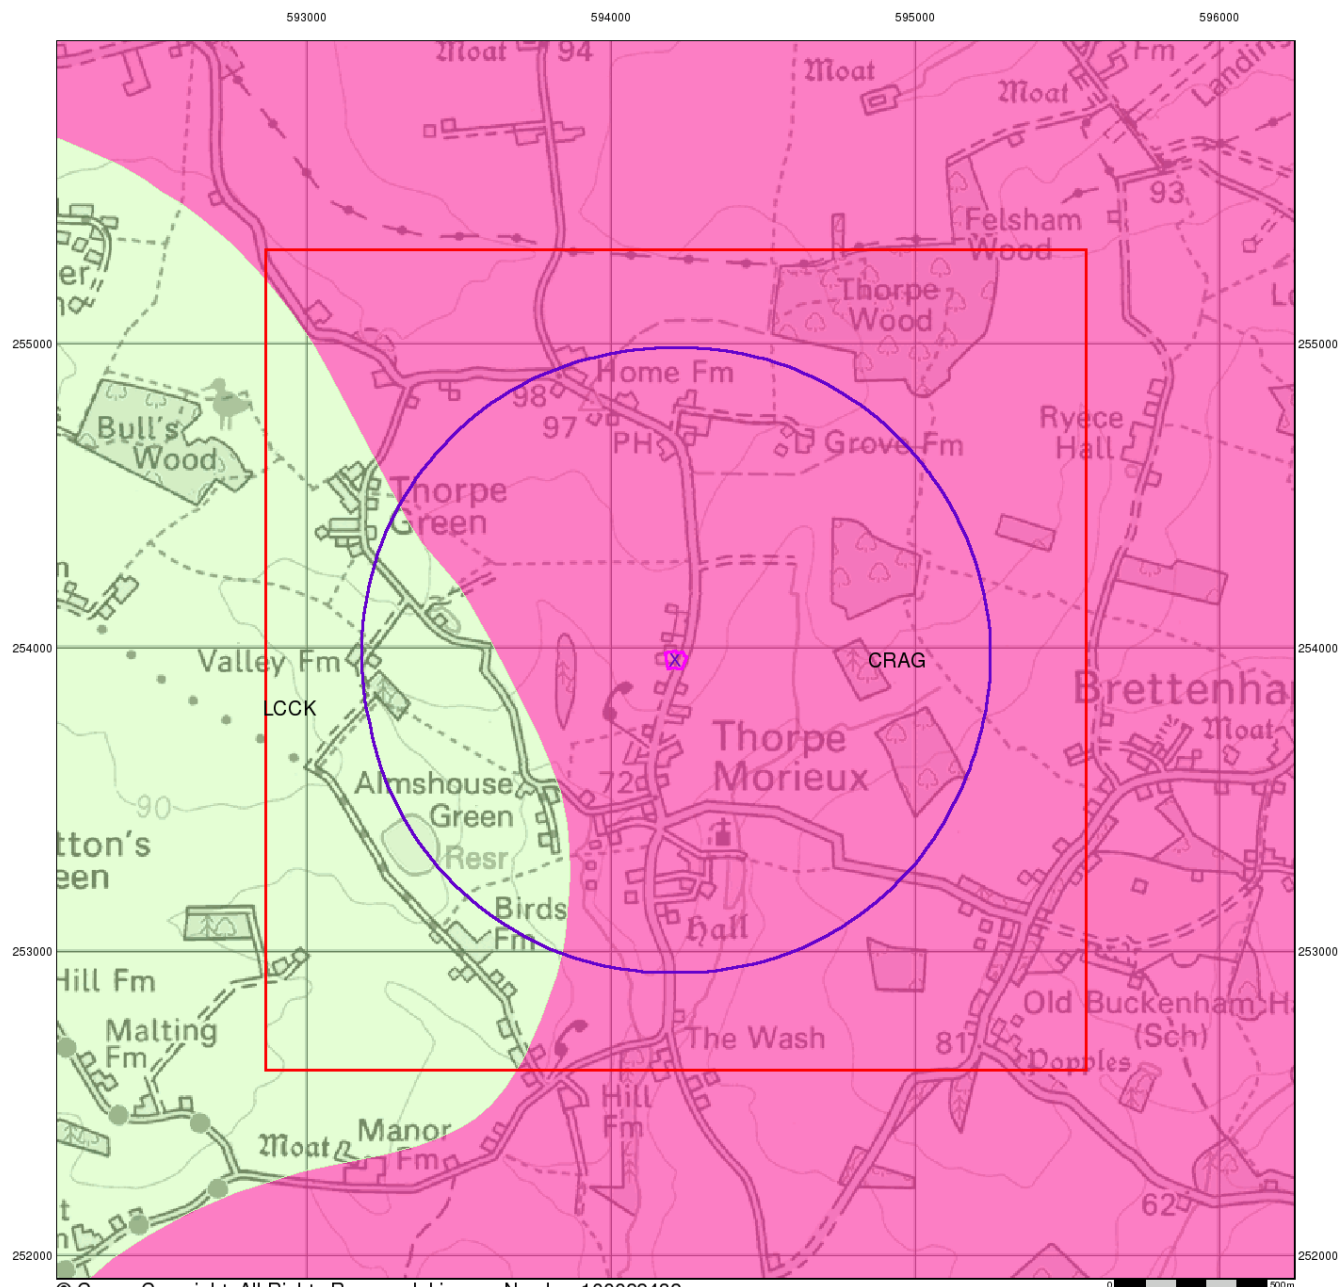 593000 594000 595000 596000
Moat 94
Moat
Fm
Moat
Landin
93
Felsham
Wood
er
Thorpe
Wood
255000 255000
Home Fm
98
97
PH
Grove Fm
Ryece
Hall
Bull's
Wood
Thorpe
Green
n
254000 254000
Valley Fm
X
CRAG
LCCK
Brettenha
Moat
Thorpe
Morieux
72
Almshouse
Green
90
Resr
tton's
een
Birds
Fm
Hall
253000 253000
Hill Fm
Old Buckenham Ha
(Sch)
Malting
Fm
The Wash
81
Popples
Hill
Fm
Moat
Manor
Fm
62
t
252000 252000
0 500m